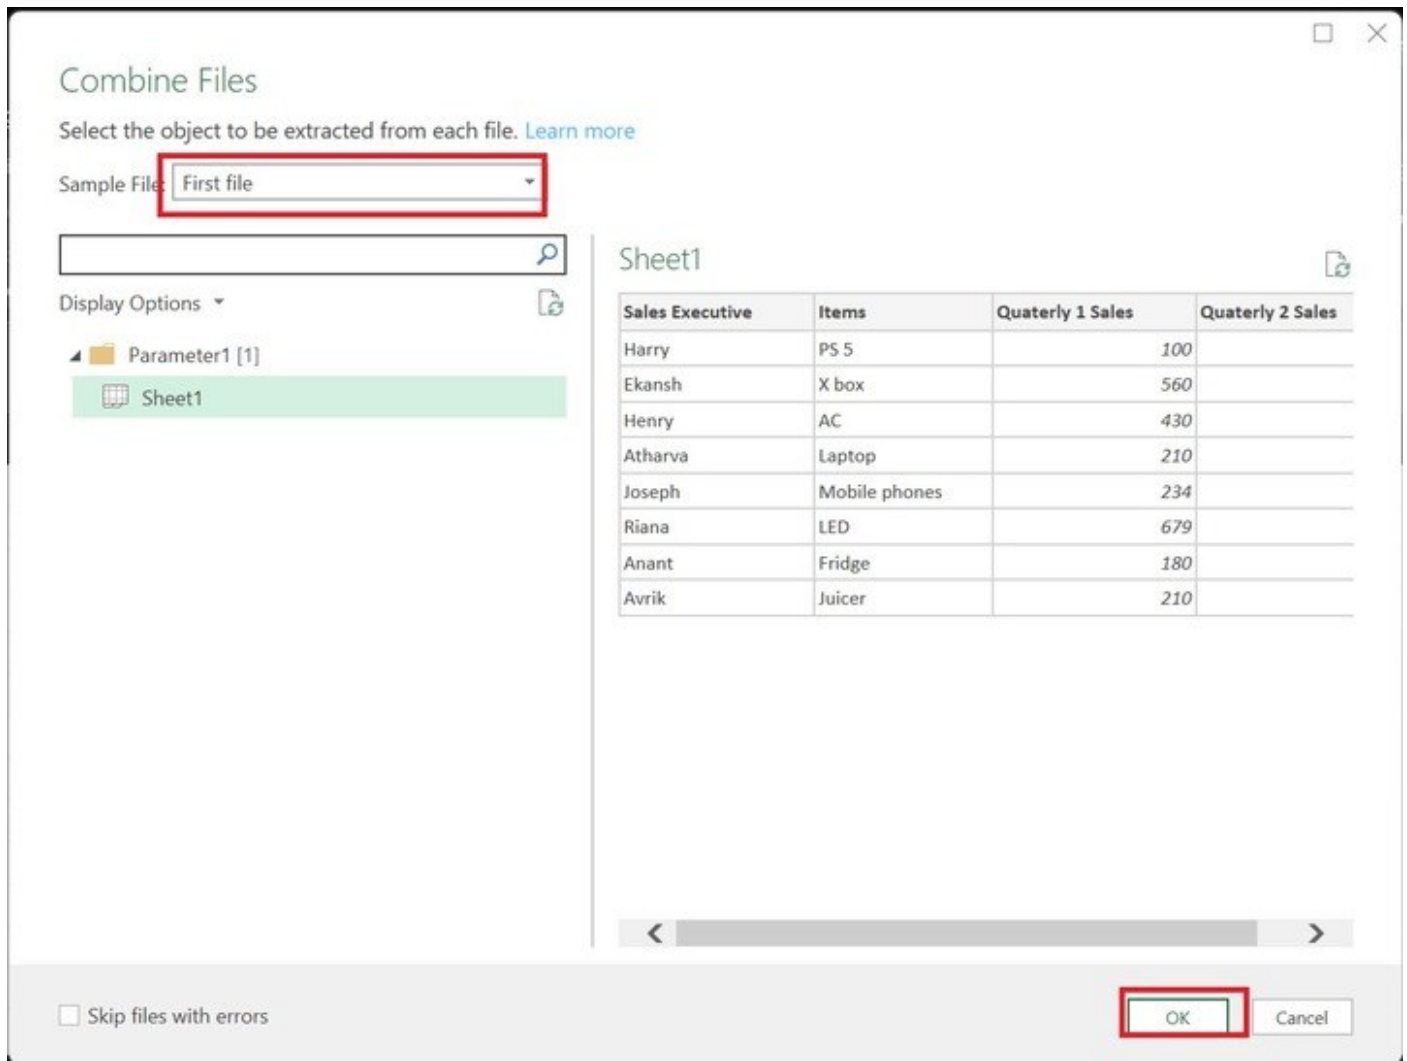 Combine Files
Select the object to be extracted from each file. Learn more
Sample File: First file
Display Options
Parameter1 [1]
Sheet1
Sheet1
Sales Executive Items Quaterly 1 Sales Quaterly 2 Sales
Harry PS 5 100
Ekansh X box 560
Henry AC 430
Atharva Laptop 210
Joseph Mobile phones 234
Riana LED 679
Anant Fridge 180
Avrik Juicer 210
Skip files with errors
OK Cancel